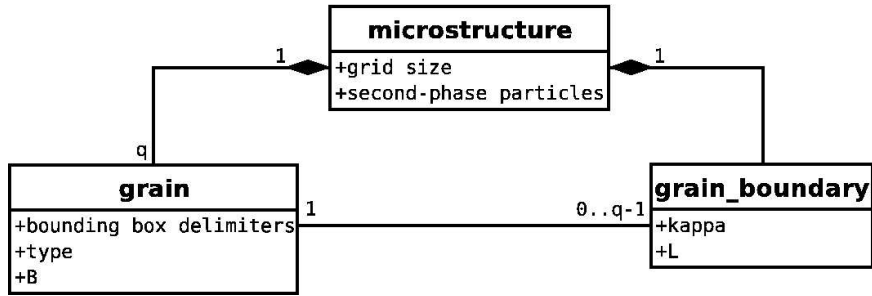 microstructure
+grid size
+second-phase particles
1
1
q
grain
+bounding box delimiters
+type
+B
1
0..q-1
grain_boundary
+kappa
+L